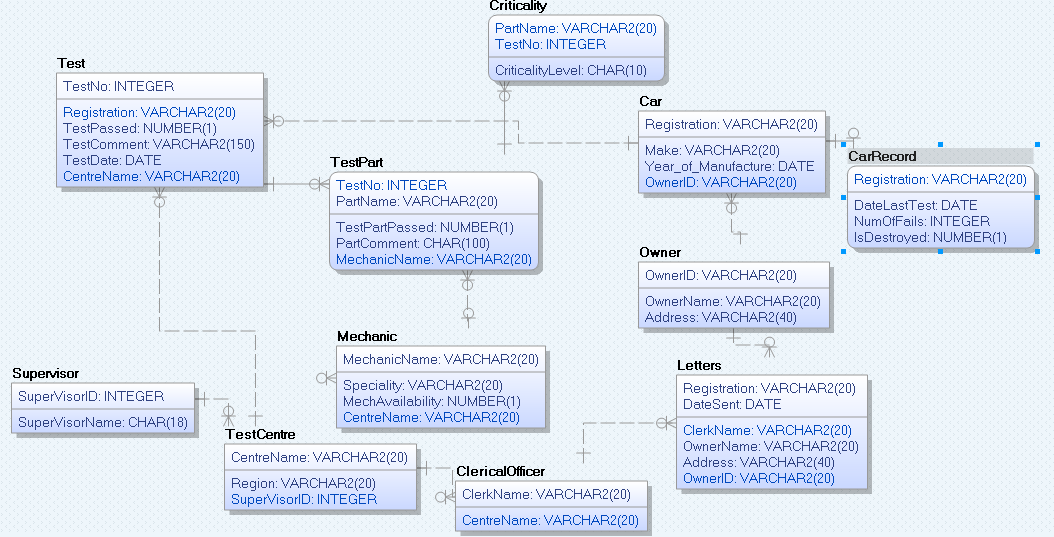 Criticality
PartName: VARCHAR2(20)
TestNo: INTEGER
CriticalityLevel: CHAR(10)
Test
TestNo: INTEGER
Registration: VARCHAR2(20)
TestPassed: NUMBER(1)
TestComment: VARCHAR2(150)
TestDate: DATE
CentreName: VARCHAR2(20)
Car
Registration: VARCHAR2(20)
Make: VARCHAR2(20)
Year_of_Manufacture: DATE
OwnerID: VARCHAR2(20)
CarRecord
Registration: VARCHAR2(20)
DateLastTest: DATE
NumOfFails: INTEGER
IsDestroyed: NUMBER(1)
TestPart
TestNo: INTEGER
PartName: VARCHAR2(20)
TestPartPassed: NUMBER(1)
PartComment: CHAR(100)
MechanicName: VARCHAR2(20)
Owner
OwnerID: VARCHAR2(20)
OwnerName: VARCHAR2(20)
Address: VARCHAR2(40)
Mechanic
MechanicName: VARCHAR2(20)
Speciality: VARCHAR2(20)
MechAvailability: NUMBER(1)
CentreName: VARCHAR2(20)
Letters
Registration: VARCHAR2(20)
DateSent: DATE
ClerkName: VARCHAR2(20)
OwnerName: VARCHAR2(20)
Address: VARCHAR2(40)
OwnerID: VARCHAR2(20)
Supervisor
SuperVisorID: INTEGER
SuperVisorName: CHAR(18)
TestCentre
CentreName: VARCHAR2(20)
Region: VARCHAR2(20)
SuperVisorID: INTEGER
ClericalOfficer
ClerkName: VARCHAR2(20)
CentreName: VARCHAR2(20)